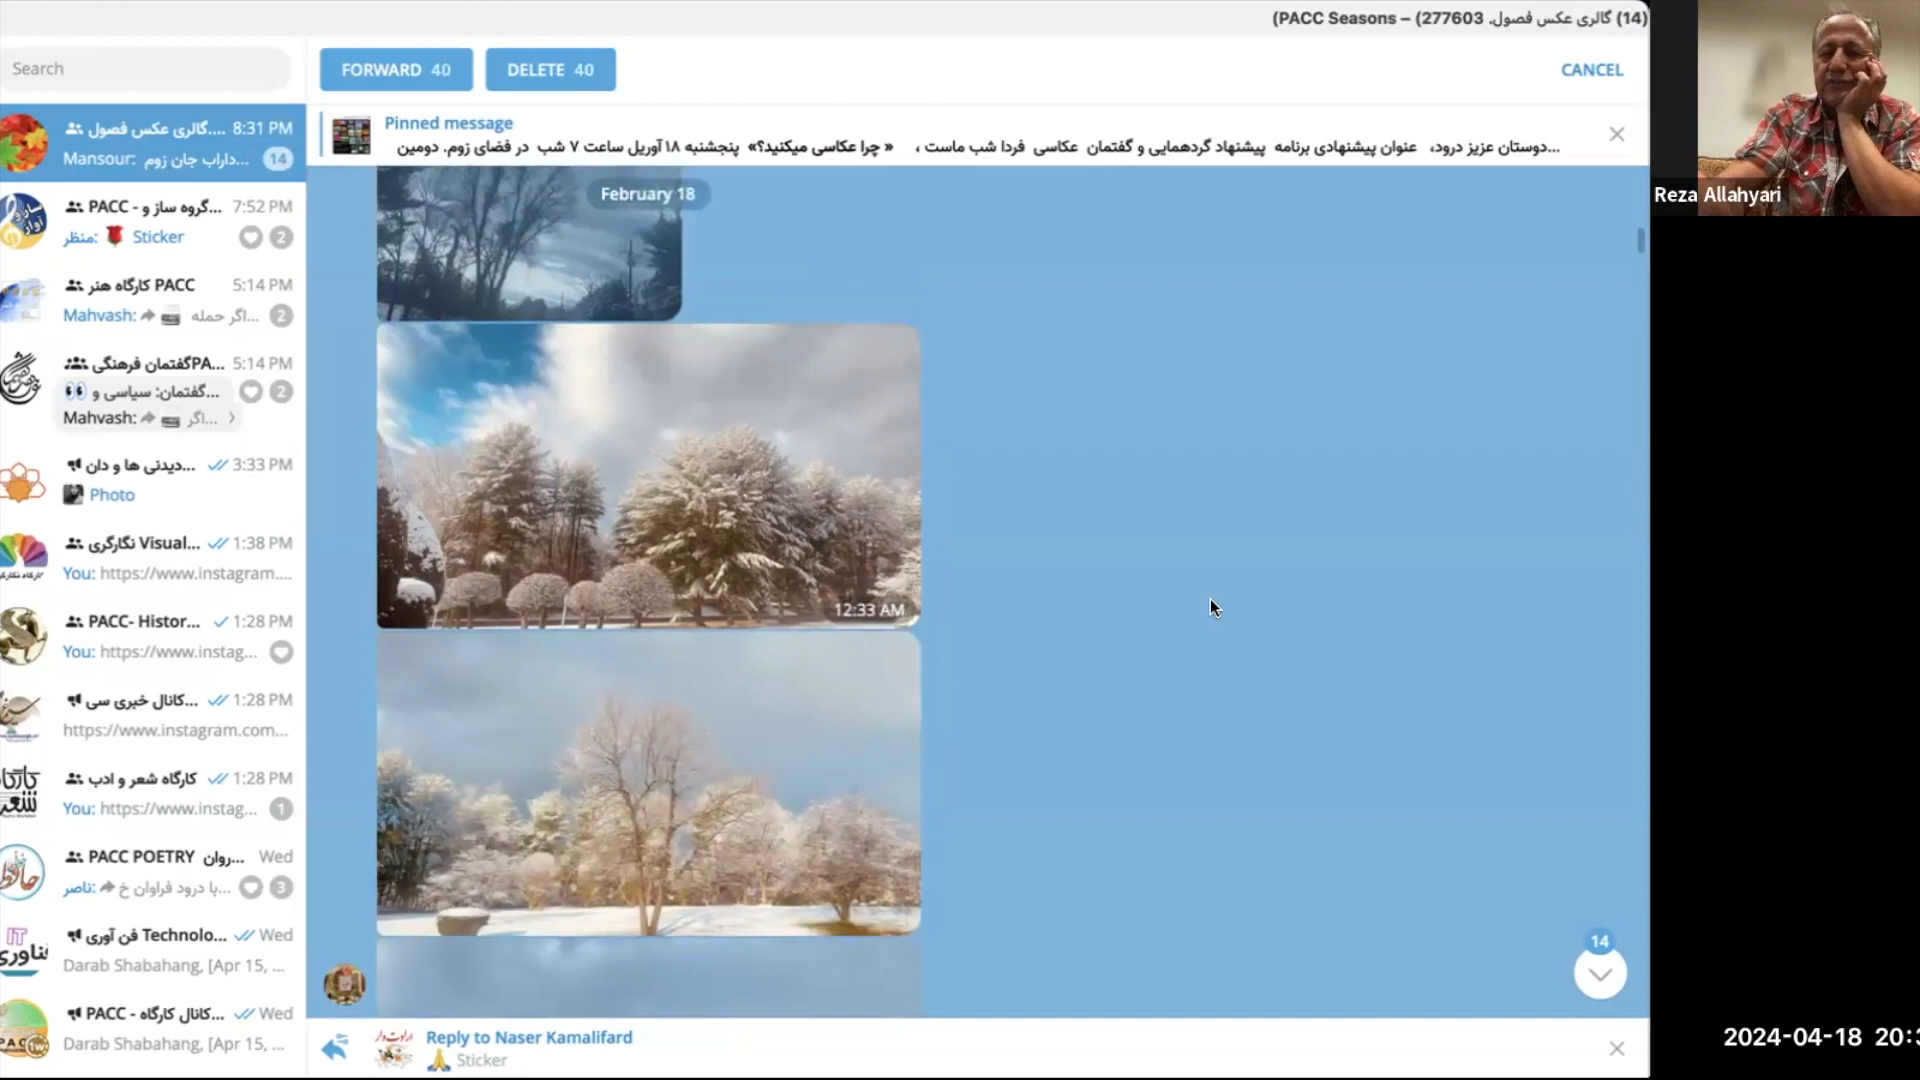 (14) گالری عکس فصول. PACC Seasons – (277603)
Search
FORWARD 40
DELETE 40
CANCEL
Pinned message
دوستان عزیز درود، عنوان پیشنهادی برنامه پیشنهاد گردهمایی و گفتمان عکاسی فردا شب ماست ، « چرا عکاسی میکنید؟» پنجشنبه ۱۸ آوریل ساعت ۷ شب در فضای زوم. دومین...
گالری عکس فصول.... 8:31 PM
Mansour: داراب جان زوم... 14
PACC - گروه ساز و... 7:52 PM
منظر: Sticker 2
کارگاه هنر PACC 5:14 PM
Mahvash: اگر حمله... 2
گفتمان فرهنگیPA... 5:14 PM
گفتمان: سیاسی و... 2
Mahvash: اگر...
دیدنی ها و دان... 3:33 PM
Photo
نگارگری Visual... 1:38 PM
You: https://www.instagram....
PACC- Histor... 1:28 PM
You: https://www.instag...
کانال خبری سی... 1:28 PM
https://www.instagram.com...
کارگاه شعر و ادب 1:28 PM
You: https://www.instag... 1
PACC POETRY روان... Wed
ناصر: با درود فراوان خ... 3
فن آوری Technolo... Wed
Darab Shabahang, [Apr 15, ...
PACC - کانال کارگاه... Wed
Darab Shabahang, [Apr 15, ...
February 18
12:33 AM
14
Reply to Naser Kamalifard
Sticker
Reza Allahyari
2024-04-18 20:3